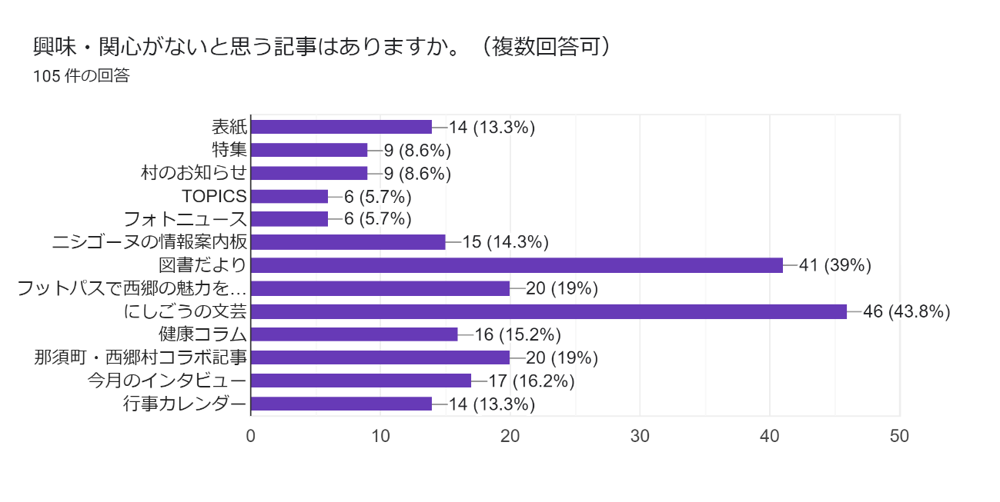 興味・関心がないと思う記事はありますか。（複数回答可）
105 件の回答
表紙 14 (13.3%)
特集 9 (8.6%)
村のお知らせ 9 (8.6%)
TOPICS 6 (5.7%)
フォトニュース 6 (5.7%)
ニシゴーヌの情報案内板 15 (14.3%)
図書だより 41 (39%)
フットパスで西郷の魅力を… 20 (19%)
にしごうの文芸 46 (43.8%)
健康コラム 16 (15.2%)
那須町・西郷村コラボ記事 20 (19%)
今月のインタビュー 17 (16.2%)
行事カレンダー 14 (13.3%)
0 10 20 30 40 50